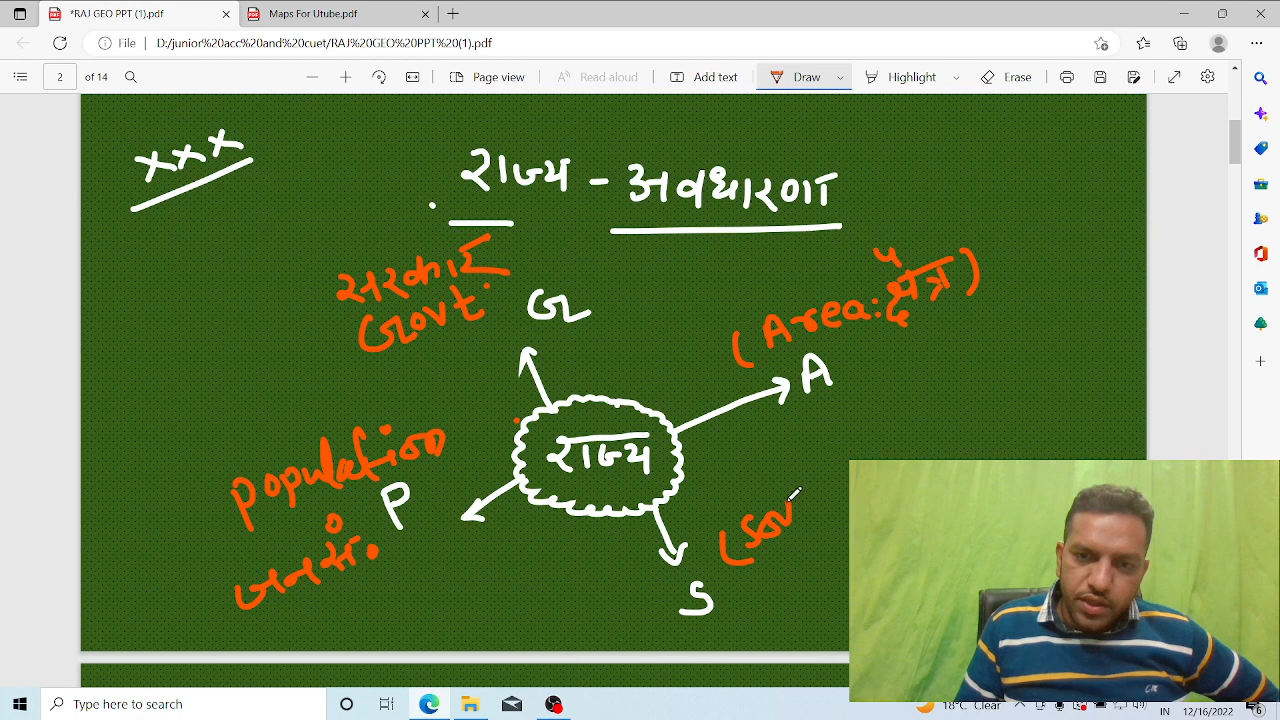 *RAJ GEO PPT (1).pdf
Maps For Utube.pdf
File
D:/junior%20acc%20and%20cuet/RAJ%20GEO%20PPT%20(1).pdf
2 of 14
Page view
Read aloud
Add text
Draw
Highlight
Erase
xxx
राज्य - अवधारणा
सरकार
Govt.
G
(Area: क्षेत्र)
A
राज्य
Population
P
जनसं.
(Sov
S
Type here to search
18°C
IN
12/16/2022
6